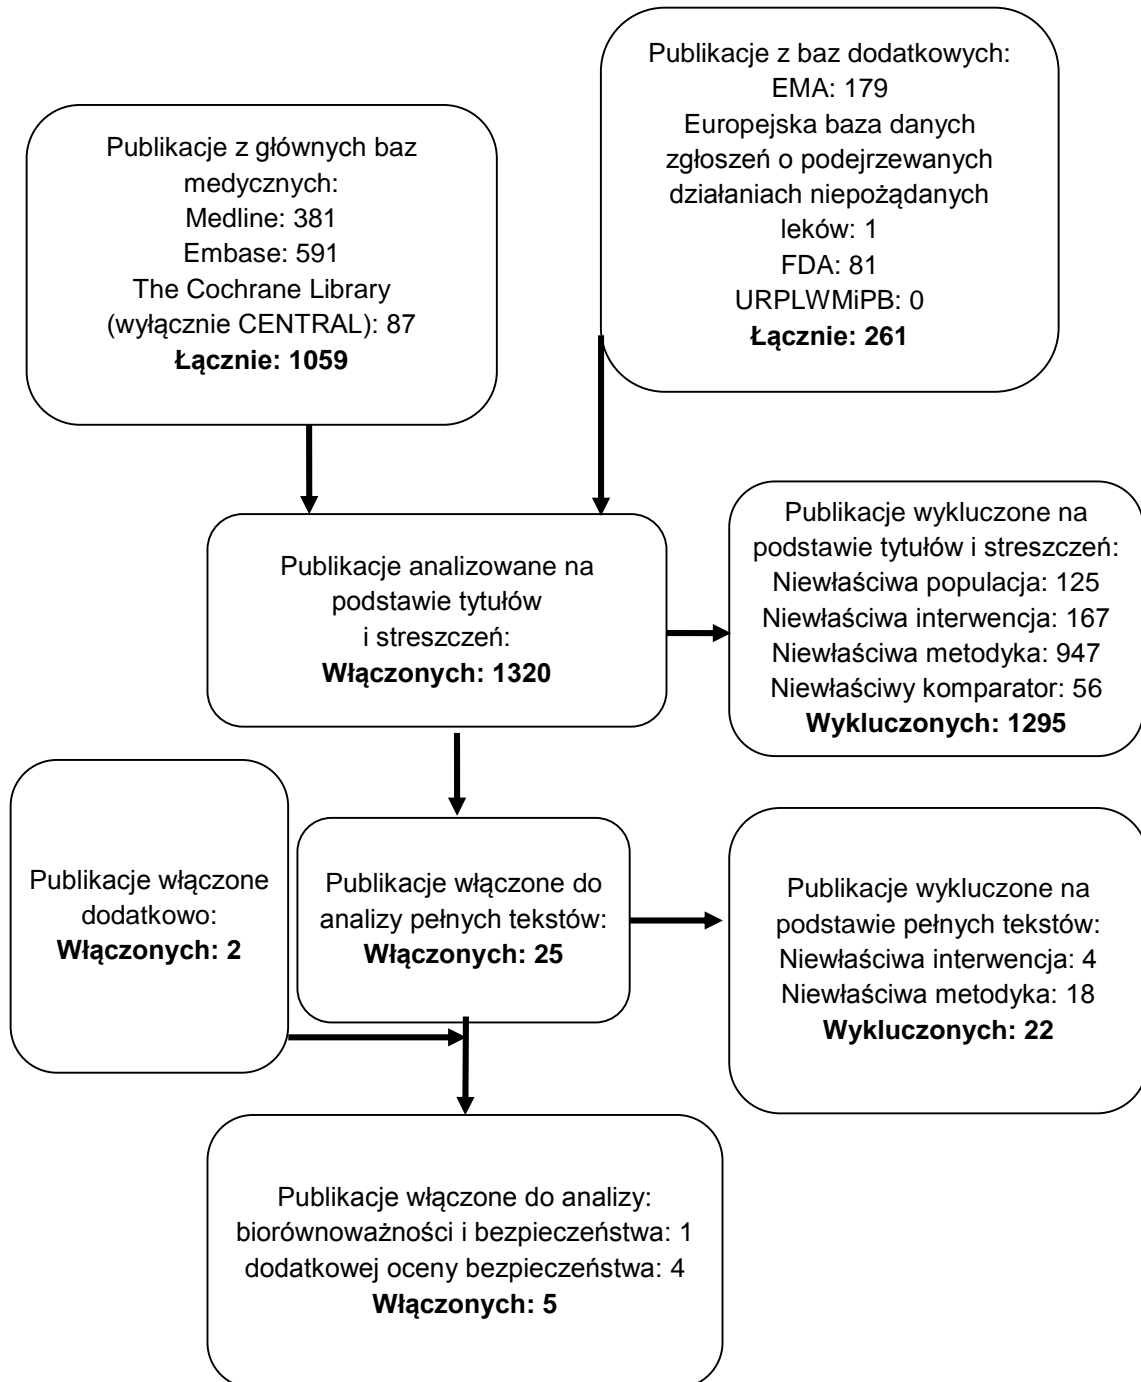 Publikacje z głównych baz
medycznych:
Medline: 381
Embase: 591
The Cochrane Library
(wyłącznie CENTRAL): 87
Łącznie: 1059
Publikacje z baz dodatkowych:
EMA: 179
Europejska baza danych
zgłoszeń o podejrzewanych
działaniach niepożądanych
leków: 1
FDA: 81
URPLWMiPB: 0
Łącznie: 261
Publikacje analizowane na
podstawie tytułów
i streszczeń:
Włączonych: 1320
Publikacje wykluczone na
podstawie tytułów i streszczeń:
Niewłaściwa populacja: 125
Niewłaściwa interwencja: 167
Niewłaściwa metodyka: 947
Niewłaściwy komparator: 56
Wykluczonych: 1295
Publikacje włączone
dodatkowo:
Włączonych: 2
Publikacje włączone do
analizy pełnych tekstów:
Włączonych: 25
Publikacje wykluczone na
podstawie pełnych tekstów:
Niewłaściwa interwencja: 4
Niewłaściwa metodyka: 18
Wykluczonych: 22
Publikacje włączone do analizy:
biorównoważności i bezpieczeństwa: 1
dodatkowej oceny bezpieczeństwa: 4
Włączonych: 5